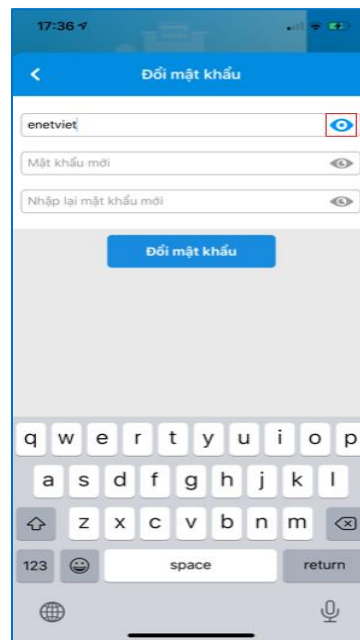 17:36
Đổi mật khẩu
enetviet
Mật khẩu mới
Nhập lại mật khẩu mới
Đổi mật khẩu
q w e r t y u i o p
a s d f g h j k l
z x c v b n m
123 space return